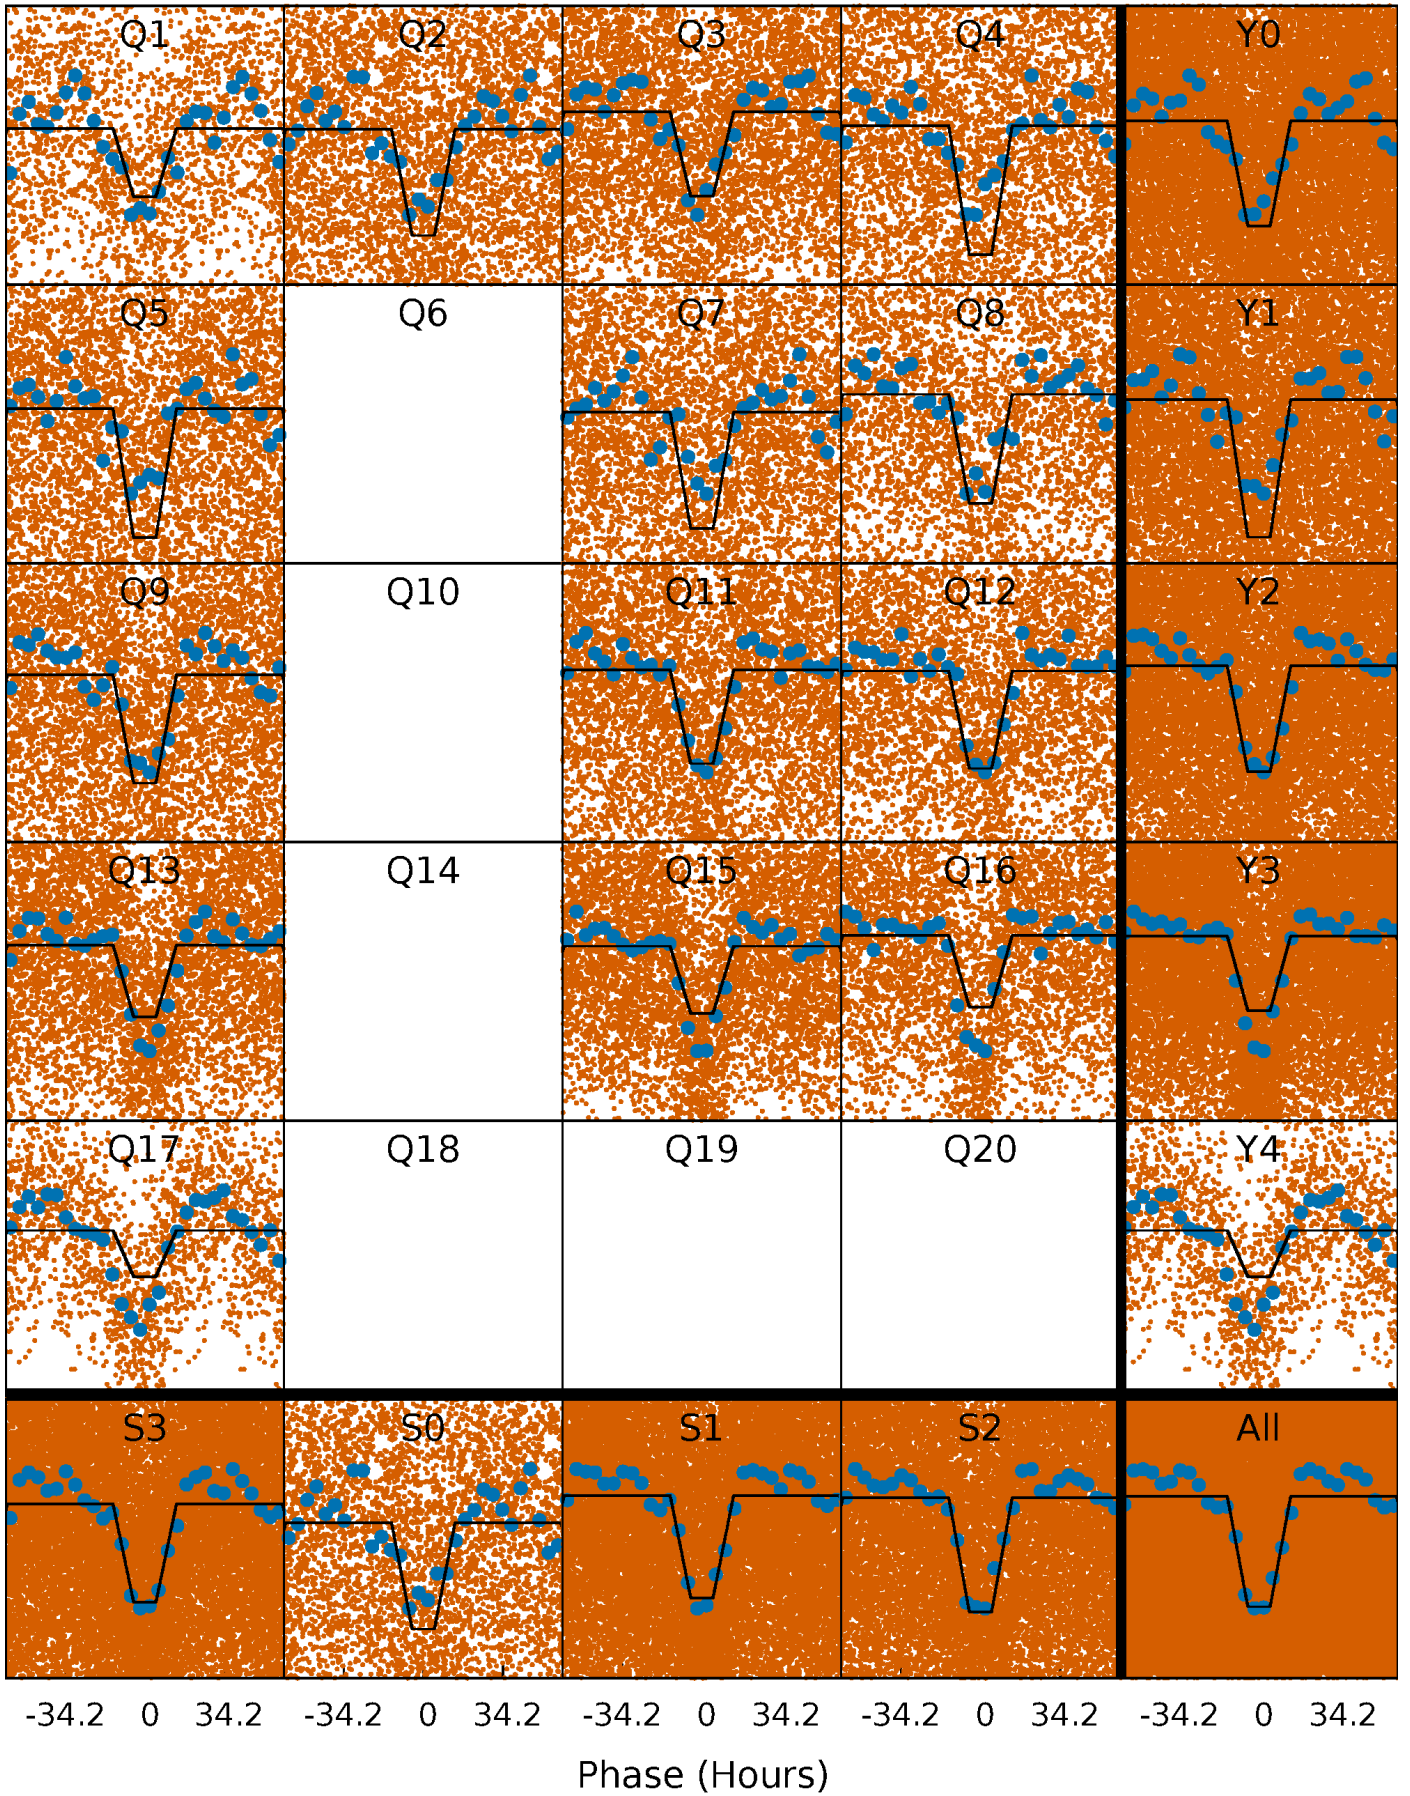 Q1 Q2 Q3 Q4 Y0
Q5 Q6 Q7 Q8 Y1
Q9 Q10 Q11 Q12 Y2
Q13 Q14 Q15 Q16 Y3
Q17 Q18 Q19 Q20 Y4
S3 S0 S1 S2 All
-34.2 0 34.2 -34.2 0 34.2 -34.2 0 34.2 -34.2 0 34.2 -34.2 0 34.2
Phase (Hours)